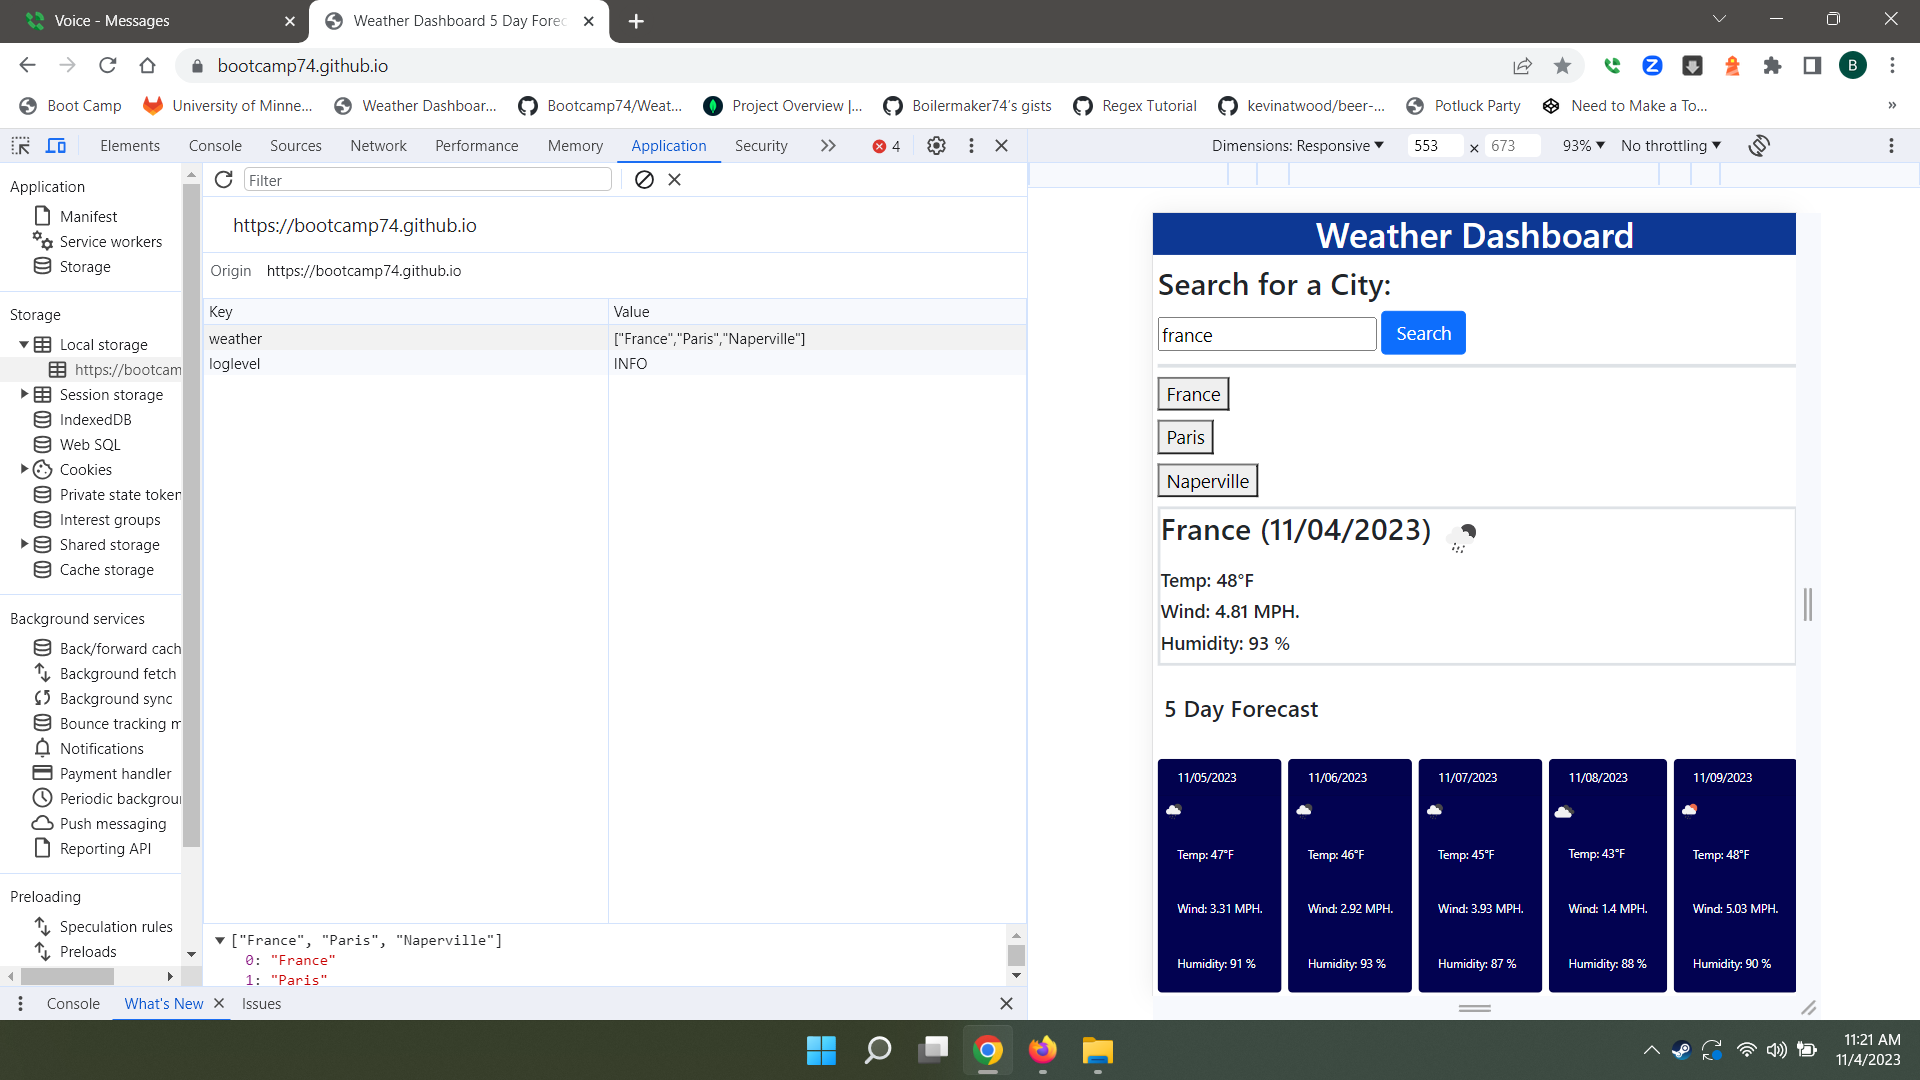 Voice - Messages
Weather Dashboard 5 Day Forec
bootcamp74.github.io
B
Boot Camp
University of Minne...
Weather Dashboar...
Bootcamp74/Weat...
Project Overview |...
Boilermaker74's gists
Regex Tutorial
kevinatwood/beer-...
Potluck Party
Need to Make a To...
»
Elements
Console
Sources
Network
Performance
Memory
Application
Security
4
Dimensions: Responsive
553
x
673
93%
No throttling
Application
Manifest
Service workers
Storage
Storage
Local storage
https://bootcam
Session storage
IndexedDB
Web SQL
Cookies
Private state token
Interest groups
Shared storage
Cache storage
Background services
Back/forward cach
Background fetch
Background sync
Bounce tracking m
Notifications
Payment handler
Periodic backgrou
Push messaging
Reporting API
Preloading
Speculation rules
Preloads
Filter
https://bootcamp74.github.io
Origin https://bootcamp74.github.io
Key Value
weather ["France","Paris","Naperville"]
loglevel INFO
["France", "Paris", "Naperville"]
0: "France"
1: "Paris"
Console
What's New
Issues
Weather Dashboard
Search for a City:
france
Search
France
Paris
Naperville
France (11/04/2023)
Temp: 48°F
Wind: 4.81 MPH.
Humidity: 93 %
5 Day Forecast
11/05/2023
Temp: 47°F
Wind: 3.31 MPH.
Humidity: 91 %
11/06/2023
Temp: 46°F
Wind: 2.92 MPH.
Humidity: 93 %
11/07/2023
Temp: 45°F
Wind: 3.93 MPH.
Humidity: 87 %
11/08/2023
Temp: 43°F
Wind: 1.4 MPH.
Humidity: 88 %
11/09/2023
Temp: 48°F
Wind: 5.03 MPH.
Humidity: 90 %
11:21 AM
11/4/2023